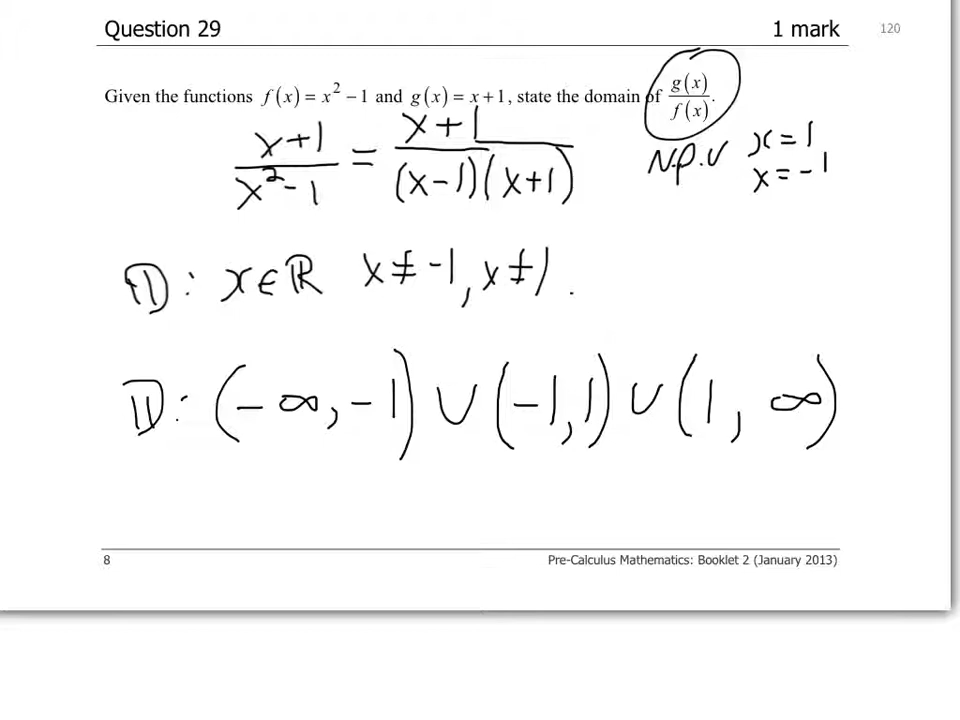 Question 29 1 mark 120
Given the functions f(x) = x² − 1 and g(x) = x + 1, state the domain of g(x)/f(x).
x+1/x²-1 = x+1/(x-1)(x+1) N.P.V x=1 x=-1
D: x∈ℝ x≠-1, x≠1.
D: (-∞,-1) ∪ (-1,1) ∪ (1, ∞)
8 Pre-Calculus Mathematics: Booklet 2 (January 2013)